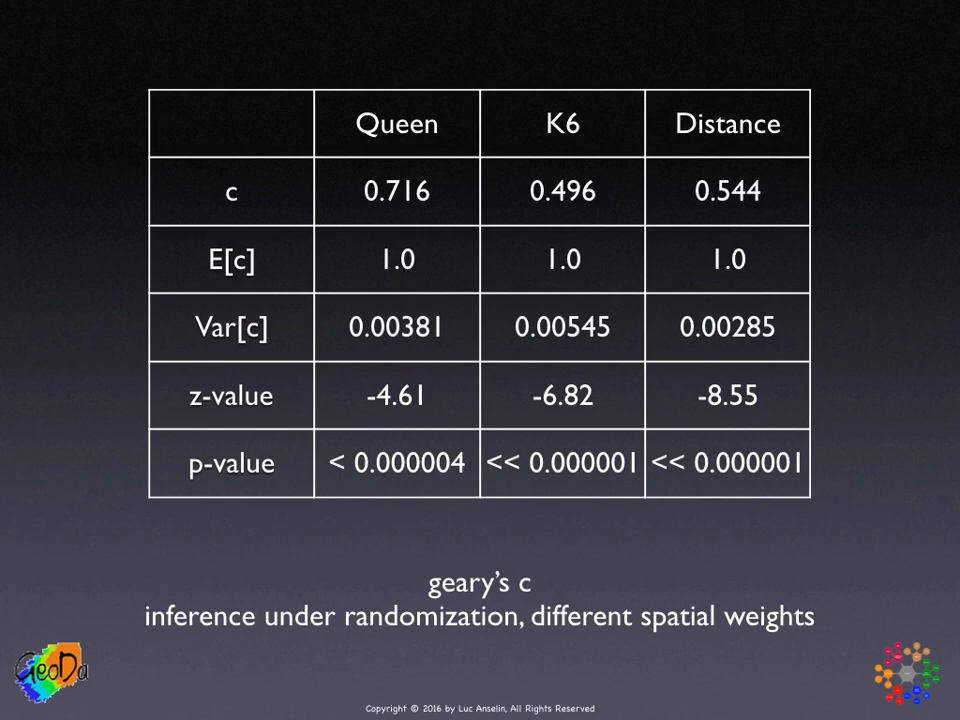 Queen K6 Distance
c 0.716 0.496 0.544
E[c] 1.0 1.0 1.0
Var[c] 0.00381 0.00545 0.00285
z-value -4.61 -6.82 -8.55
p-value < 0.000004 << 0.000001 << 0.000001
geary's c
inference under randomization, different spatial weights
GeoDa
Copyright © 2016 by Luc Anselin, All Rights Reserved